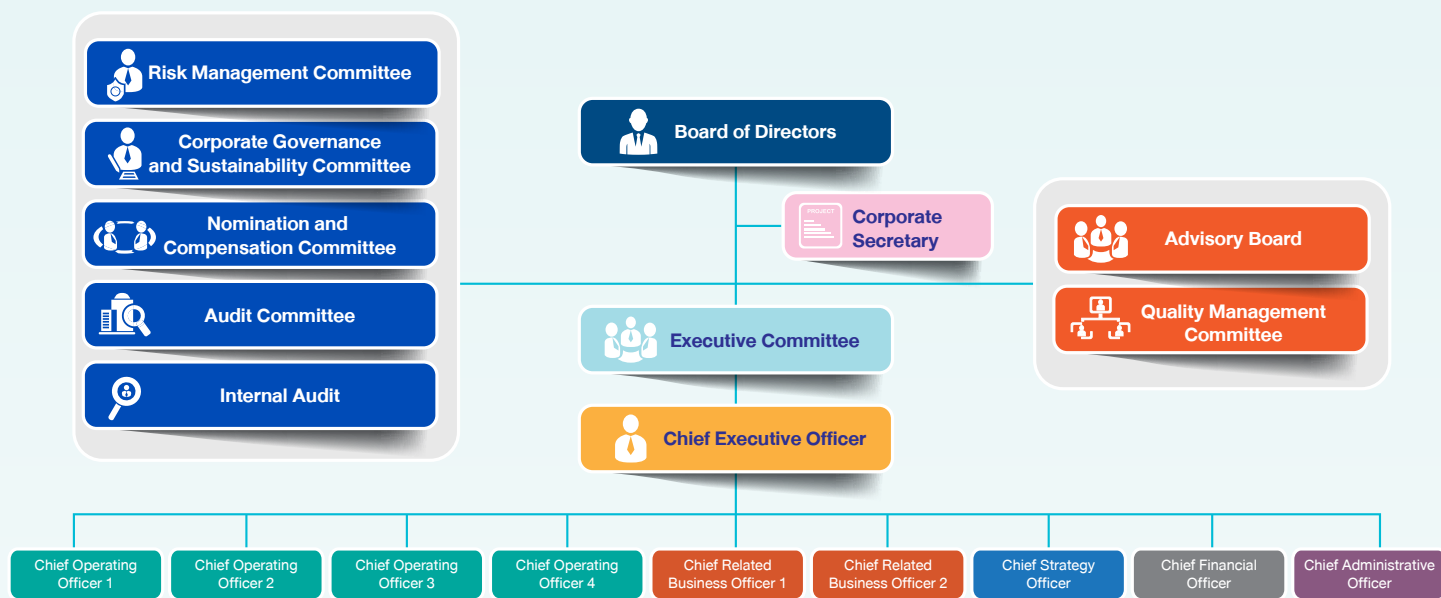 Risk Management Committee
Corporate Governance
and Sustainability Committee
Nomination and
Compensation Committee
Audit Committee
Internal Audit
Board of Directors
PROJECT
Corporate
Secretary
Executive Committee
Chief Executive Officer
Advisory Board
Quality Management
Committee
Chief Operating
Officer 1
Chief Operating
Officer 2
Chief Operating
Officer 3
Chief Operating
Officer 4
Chief Related
Business Officer 1
Chief Related
Business Officer 2
Chief Strategy
Officer
Chief Financial
Officer
Chief Administrative
Officer